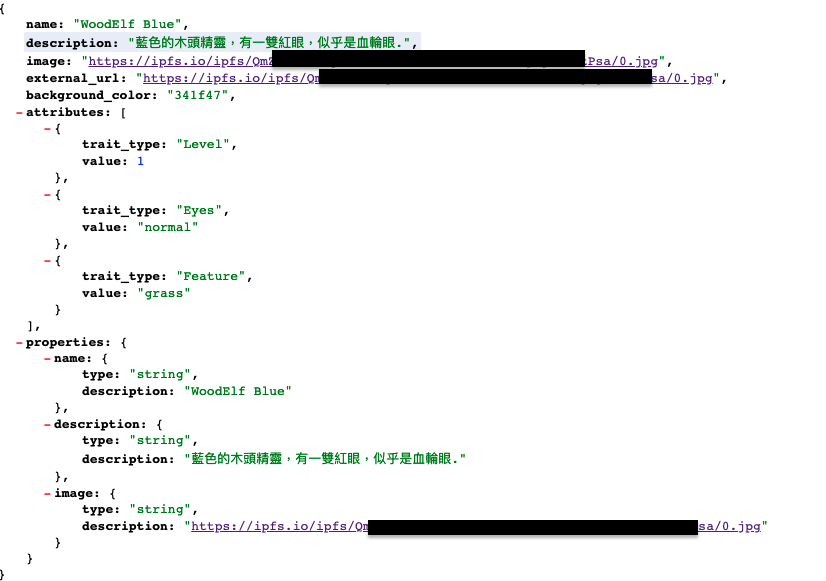 {
name: "WoodElf Blue",
description: "藍色的木頭精靈，有一雙紅眼，似乎是血輪眼.",
image: "https://ipfs.io/ipfs/Qm Psa/0.jpg",
external_url: "https://ipfs.io/ipfs/Qm sa/0.jpg",
background_color: "341f47",
- attributes: [
- {
trait_type: "Level",
value: 1
},
- {
trait_type: "Eyes",
value: "normal"
},
- {
trait_type: "Feature",
value: "grass"
}
],
- properties: {
- name: {
type: "string",
description: "WoodElf Blue"
},
- description: {
type: "string",
description: "藍色的木頭精靈，有一雙紅眼，似乎是血輪眼."
},
- image: {
type: "string",
description: "https://ipfs.io/ipfs/Qm sa/0.jpg"
}
}
}